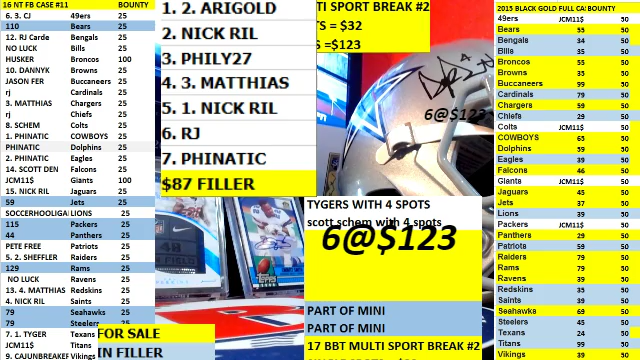 16 NT FB CASE #11 BOUNTY
6. 3. CJ 49ers 25
110 Bears 25
12. RJ Carde Bengals 25
NO LUCK Bills 25
HUSKER Broncos 100
10. DANNYK Browns 25
JASON FER Buccaneers 25
rj Cardinals 25
3. MATTHIAS Chargers 25
rj Chiefs 25
8. SCHEM Colts 25
1. PHINATIC COWBOYS 25
PHINATIC Dolphins 25
2. PHINATIC Eagles 25
14. SCOTT DEN Falcons 25
JCM11$ Giants 100
15. NICK RIL Jaguars 25
59 Jets 25
SOCCERHOOLIGA LIONS 25
115 Packers 25
44 Panthers 25
PETE FREE Patriots 25
5. 2. SHEFFLER Raiders 25
129 Rams 25
NO LUCK Ravens 25
13. 4. MATTHIAS Redskins 25
4. NICK RIL Saints 25
79 Seahawks 25
79 Steelers 25
7. 1. TYGER Texans
JCM11$ Titans
9. CAJUNBREAKE Vikings
1. 2. ARIGOLD
2. NICK RIL
3. PHILY27
4. 3. MATTHIAS
5. 1. NICK RIL
6. RJ
7. PHINATIC
$87 FILLER
TI SPORT BREAK #2
TS = $32
S =$123
6@$123
TYGERS WITH 4 SPOTS
scott schem with 4 spots
6@$123
PART OF MINI
PART OF MINI
17 BBT MULTI SPORT BREAK #2
FOR SALE
IN FILLER
2015 BLACK GOLD FULL CA BOUNTY
49ers JCM11$ 50
Bears 55 50
Bengals 34 50
Bills 35 50
Broncos 55 50
Browns 35 50
Buccaneers 99 50
Cardinals 79 50
Chargers 59 50
Chiefs 29 50
Colts JCM11$ 50
COWBOYS 65 50
Dolphins 59 50
Eagles 39 50
Falcons 46 50
Giants JCM11$ 50
Jaguars 45 50
Jets 37 50
Lions 39 50
Packers JCM11$ 50
Panthers 29 50
Patriots 59 50
Raiders 79 50
Rams 79 50
Ravens 39 50
Redskins 35 50
Saints 39 50
Seahawks 69 50
Steelers 45 50
Texans 24 50
Titans 99 50
Vikings 39 50